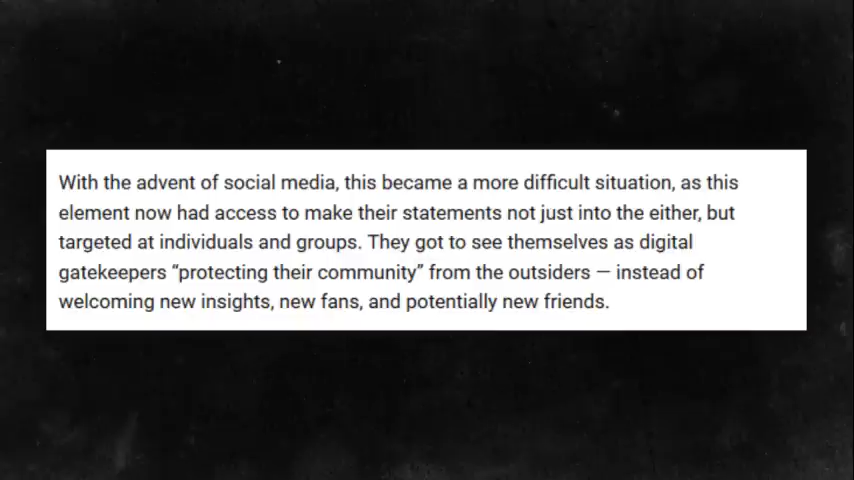 With the advent of social media, this became a more difficult situation, as this
element now had access to make their statements not just into the either, but
targeted at individuals and groups. They got to see themselves as digital
gatekeepers “protecting their community” from the outsiders — instead of
welcoming new insights, new fans, and potentially new friends.